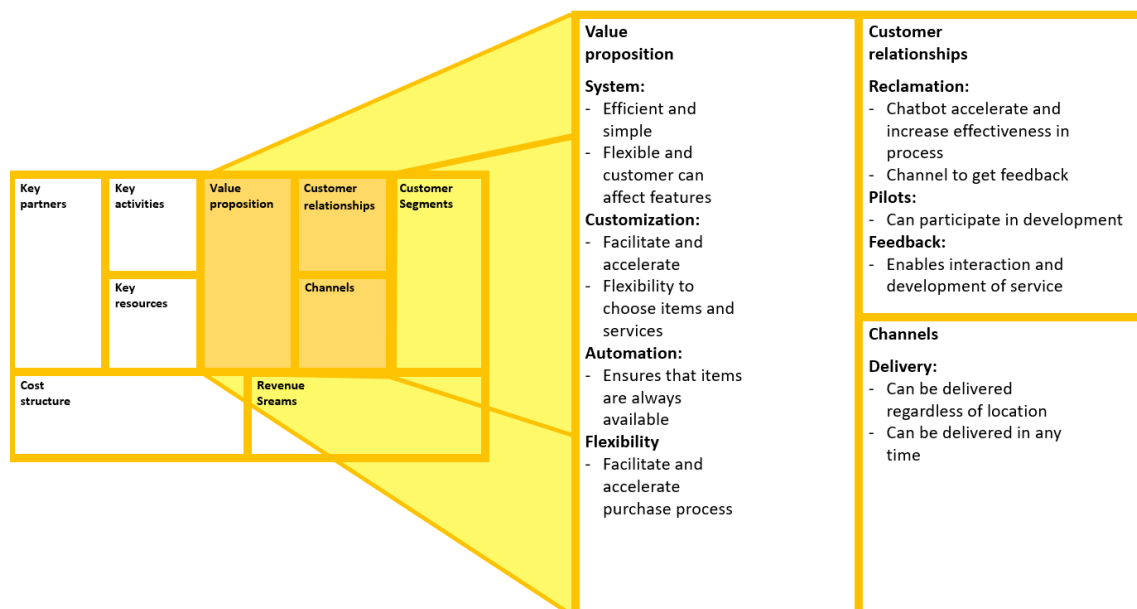 Key
partners
Key
activities
Value
proposition
Customer
relationships
Customer
Segments
Key
resources
Channels
Cost
structure
Revenue
Sreams
Value
proposition
System:
- Efficient and
simple
- Flexible and
customer can
affect features
Customization:
- Facilitate and
accelerate
- Flexibility to
choose items and
services
Automation:
- Ensures that items
are always
available
Flexibility
- Facilitate and
accelerate
purchase process
Customer
relationships
Reclamation:
- Chatbot accelerate and
increase effectiveness in
process
- Channel to get feedback
Pilots:
- Can participate in development
Feedback:
- Enables interaction and
development of service
Channels
Delivery:
- Can be delivered
regardless of location
- Can be delivered in any
time